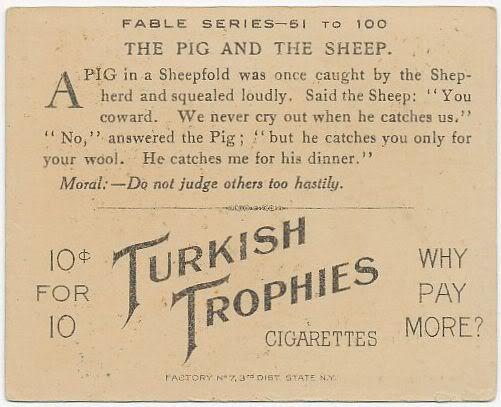 FABLE SERIES—51 TO 100
THE PIG AND THE SHEEP.
A PIG in a Sheepfold was once caught by the Shep-
herd and squealed loudly. Said the Sheep: "You
coward. We never cry out when he catches us."
"No," answered the Pig; "but he catches you only for
your wool. He catches me for his dinner."
Moral:—Do not judge others too hastily.
10¢
FOR
10
TURKISH
TROPHIES
CIGARETTES
WHY
PAY
MORE?
FACTORY Nº 7, 3RD DIST. STATE N.Y.